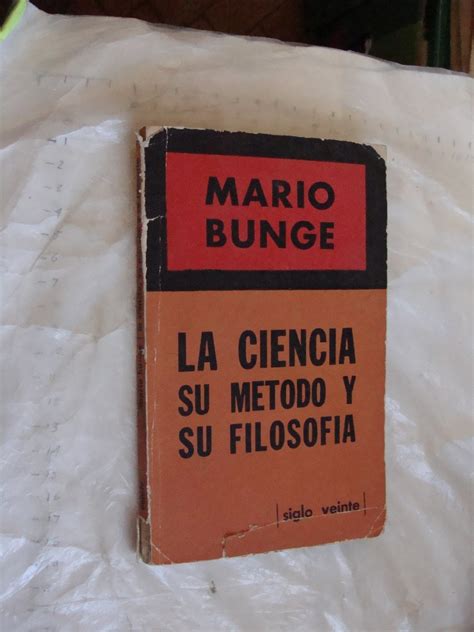 MARIO
BUNGE
LA CIENCIA
SU METODO Y
SU FILOSOFIA
siglo veinte